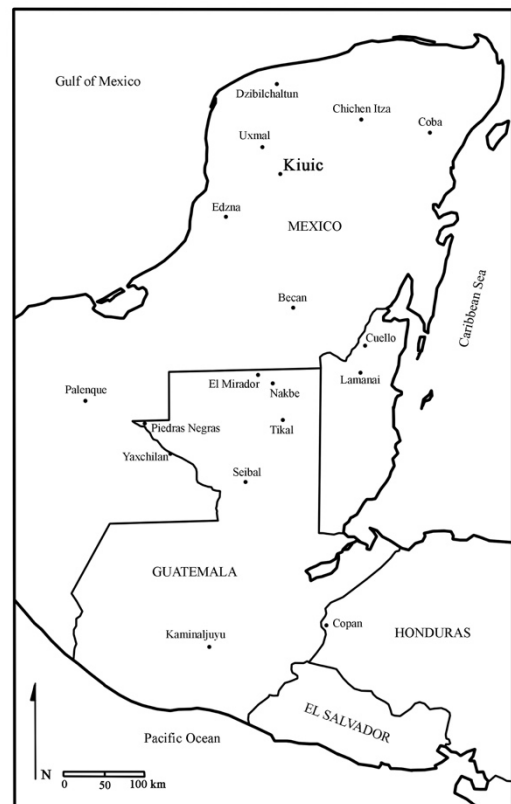 Gulf of Mexico
Dzibilchaltun
Chichen Itza
Coba
Uxmal
Kiuic
Edzna
MEXICO
Becan
Caribbean Sea
Cuello
El Mirador
Lamanai
Nakbe
Palenque
Piedras Negras
Tikal
Yaxchilan
Seibal
GUATEMALA
Copan
HONDURAS
Kaminaljuyu
EL SALVADOR
Pacific Ocean
N
0 50 100 km